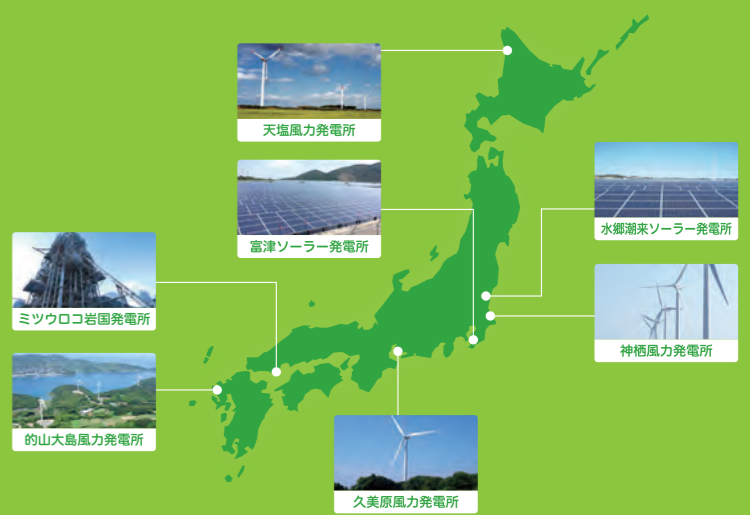 天塩風力発電所
富津ソーラー発電所
水郷潮来ソーラー発電所
ミツウロコ岩国発電所
神栖風力発電所
的山大島風力発電所
久美原風力発電所